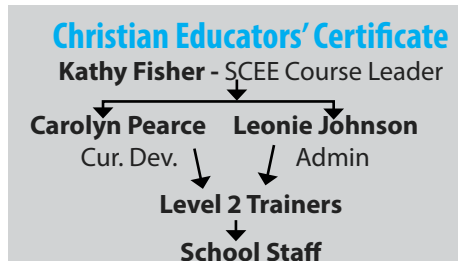 Christian Educators' Certificate
Kathy Fisher - SCEE Course Leader
Carolyn Pearce Leonie Johnson
Cur. Dev. Admin
Level 2 Trainers
School Staff